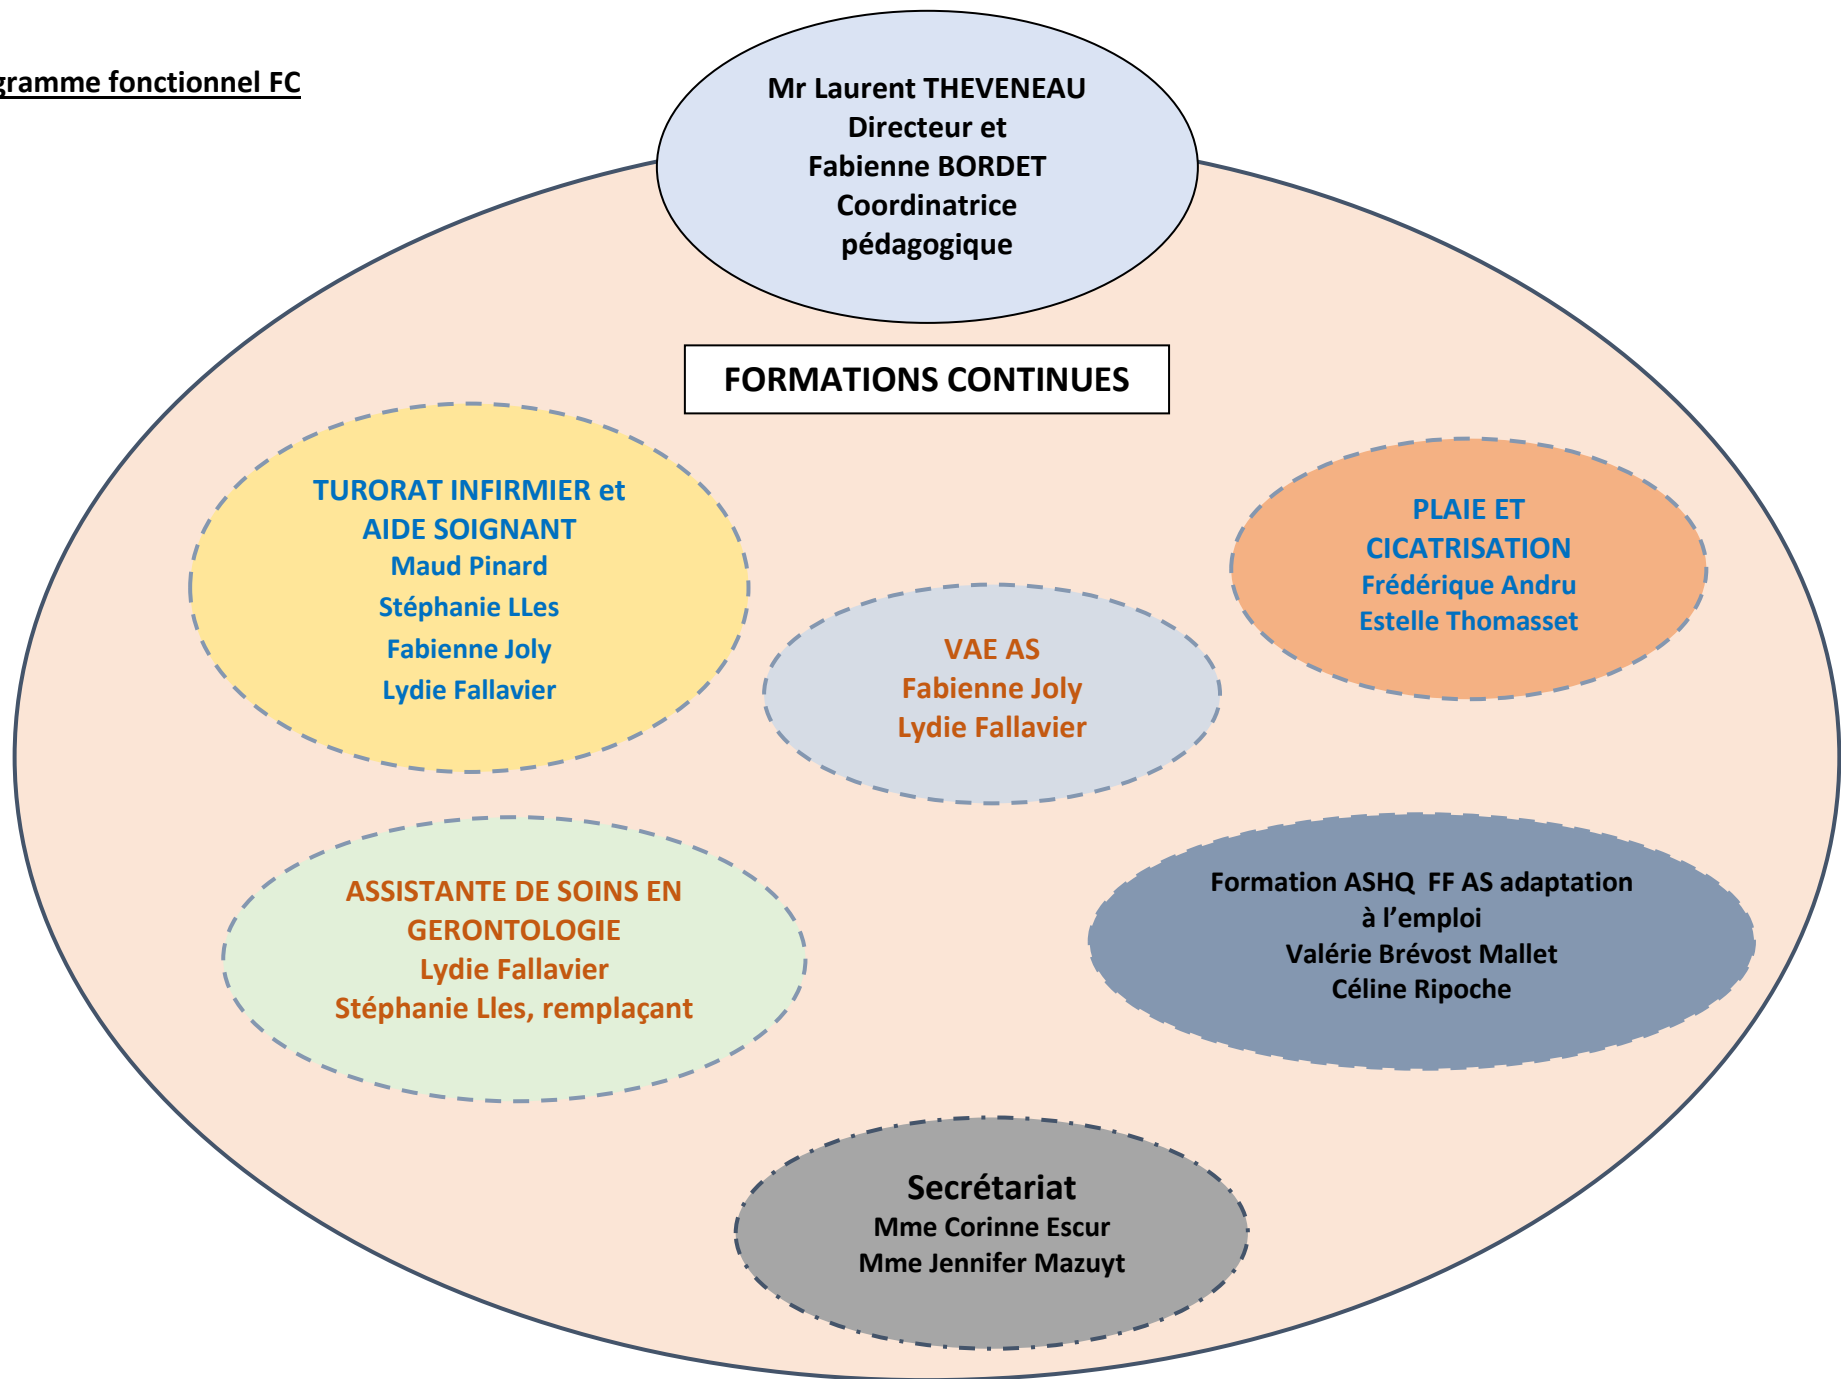 gramme fonctionnel FC
Mr Laurent THEVENEAU
Directeur et
Fabienne BORDET
Coordinatrice
pédagogique
FORMATIONS CONTINUES
TURORAT INFIRMIER et
AIDE SOIGNANT
Maud Pinard
Stéphanie LLes
Fabienne Joly
Lydie Fallavier
PLAIE ET
CICATRISATION
Frédérique Andru
Estelle Thomasset
VAE AS
Fabienne Joly
Lydie Fallavier
ASSISTANTE DE SOINS EN
GERONTOLOGIE
Lydie Fallavier
Stéphanie Lles, remplaçant
Formation ASHQ  FF AS adaptation
à l’emploi
Valérie Brévost Mallet
Céline Ripoche
Secrétariat
Mme Corinne Escur
Mme Jennifer Mazuyt